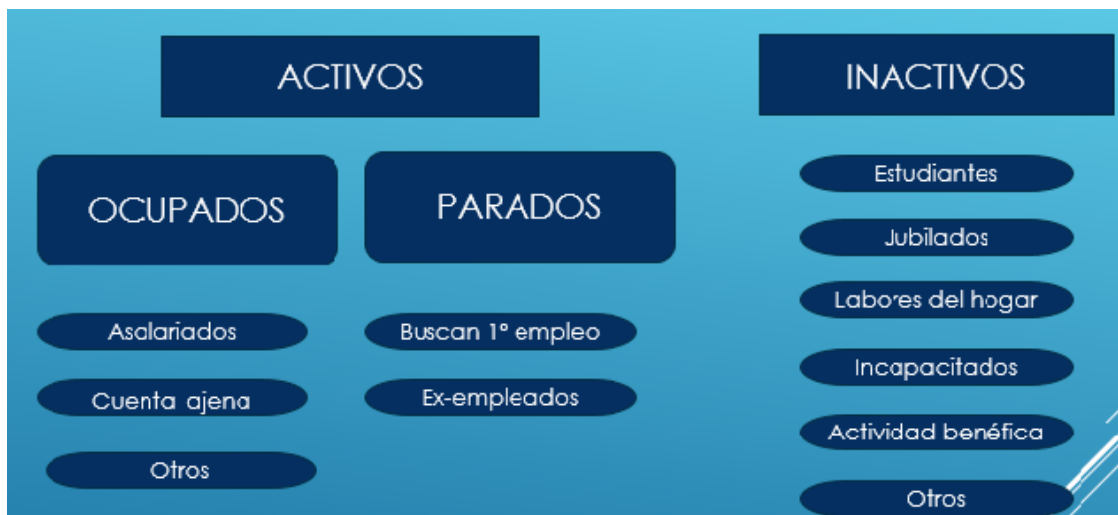 ACTIVOS
INACTIVOS
OCUPADOS
PARADOS
Asalariados
Cuenta ajena
Otros
Buscan 1º empleo
Ex-empleados
Estudiantes
Jubilados
Labores del hogar
Incapacitados
Actividad benéfica
Otros